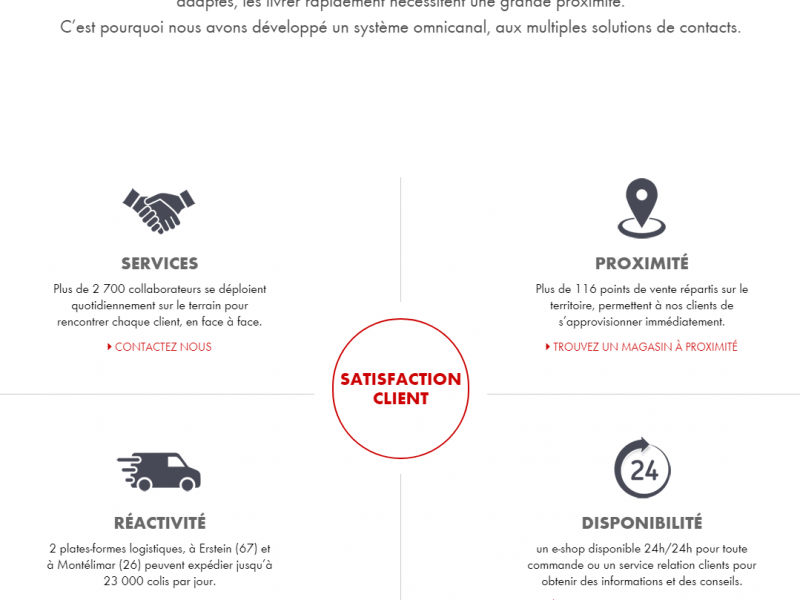 adaptés, les livrer rapidement nécessitent une grande proximité.
C’est pourquoi nous avons développé un système omnicanal, aux multiples solutions de contacts.
SERVICES
Plus de 2 700 collaborateurs se déploient
quotidiennement sur le terrain pour
rencontrer chaque client, en face à face.
CONTACTEZ NOUS
PROXIMITÉ
Plus de 116 points de vente répartis sur le
territoire, permettent à nos clients de
s’approvisionner immédiatement.
TROUVEZ UN MAGASIN À PROXIMITÉ
SATISFACTION
CLIENT
RÉACTIVITÉ
2 plates-formes logistiques, à Erstein (67) et
à Montélimar (26) peuvent expédier jusqu’à
23 000 colis par jour.
24
DISPONIBILITÉ
un e-shop disponible 24h/24h pour toute
commande ou un service relation clients pour
obtenir des informations et des conseils.